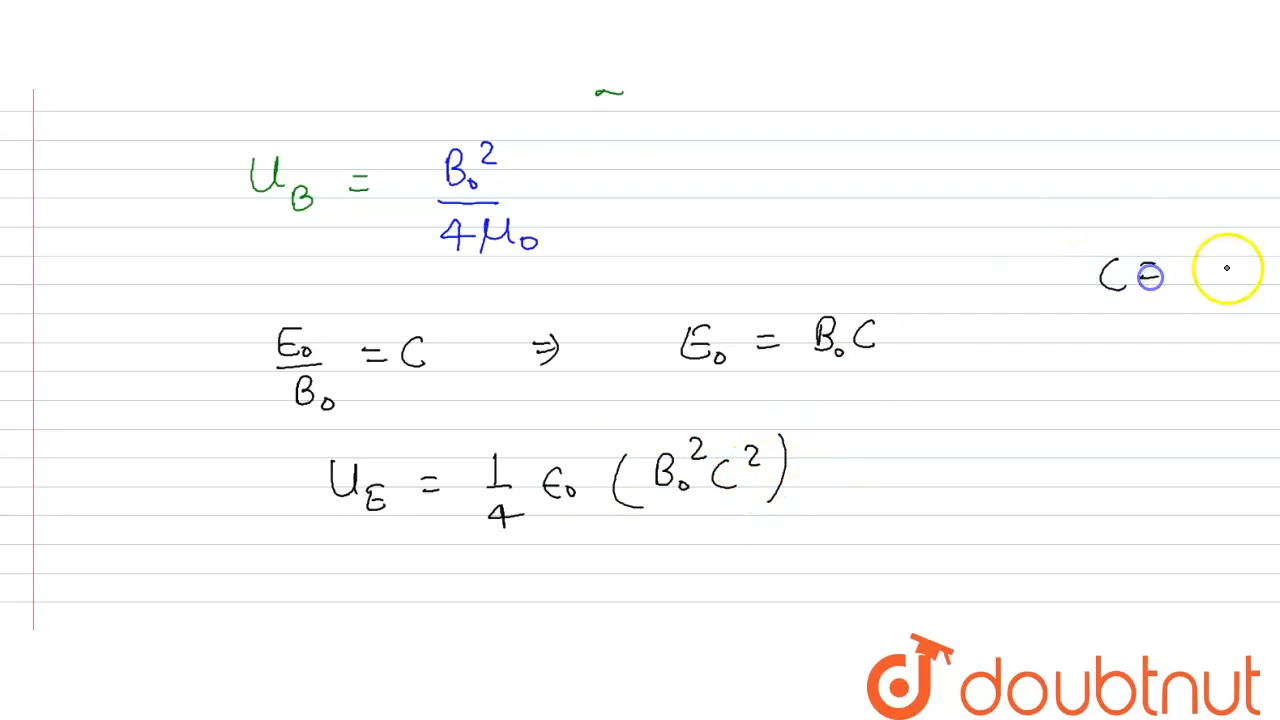 U_B = B₀² / 4μ₀
C =
E₀ / B₀ = C ⇒ E₀ = B₀C
U_E = 1/4 ϵ₀ (B₀²C²)
doubtnut